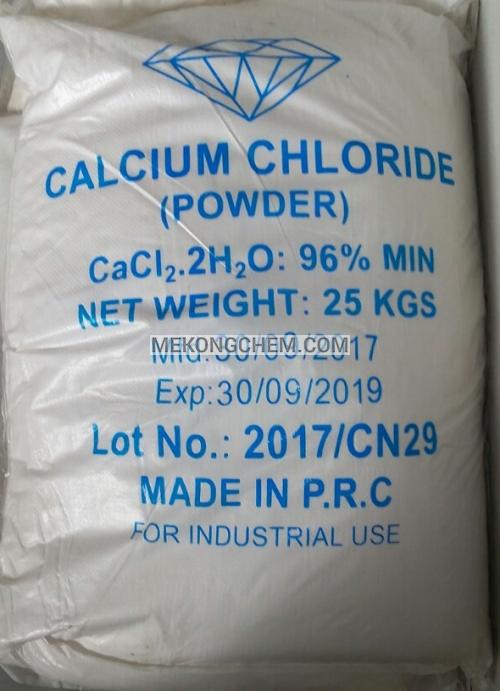 CALCIUM CHLORIDE
(POWDER)
CaCl₂.2H₂O: 96% MIN
NET WEIGHT: 25 KGS
MEKONGCHEM.COM
Exp:30/09/2019
Lot No.: 2017/CN29
MADE IN P.R.C
FOR INDUSTRIAL USE